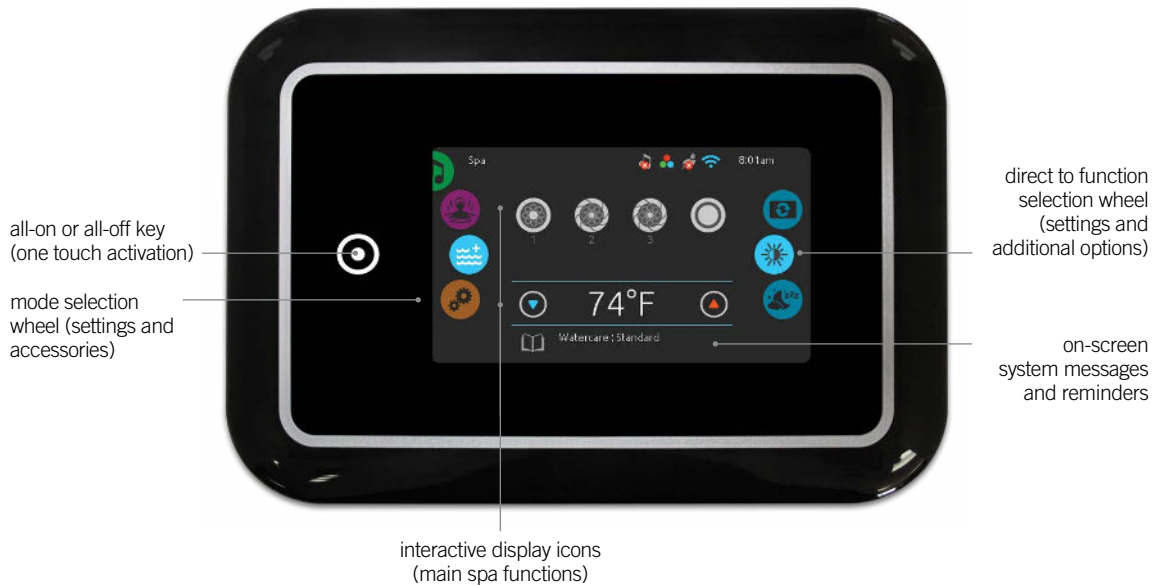 Spa
8:01am
1
2
3
74°F
Watercare : Standard
zzz
all-on or all-off key
(one touch activation)
mode selection
wheel (settings and
accessories)
direct to function
selection wheel
(settings and
additional options)
on-screen
system messages
and reminders
interactive display icons
(main spa functions)